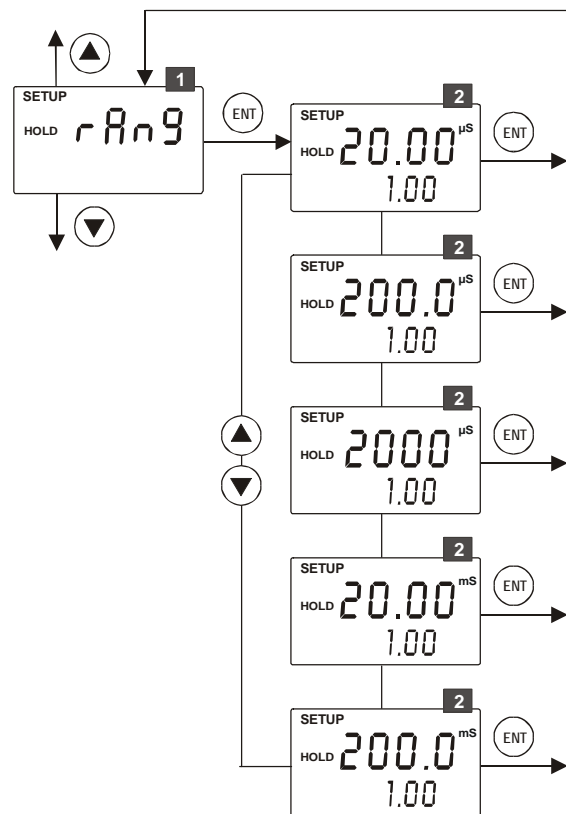 1
SETUP
HOLD rAng
ENT
2
SETUP
HOLD 20.00 µS
1.00
ENT
2
SETUP
HOLD 200.0 µS
1.00
ENT
2
SETUP
HOLD 2000 µS
1.00
ENT
2
SETUP
HOLD 20.00 mS
1.00
ENT
2
SETUP
HOLD 200.0 mS
1.00
ENT